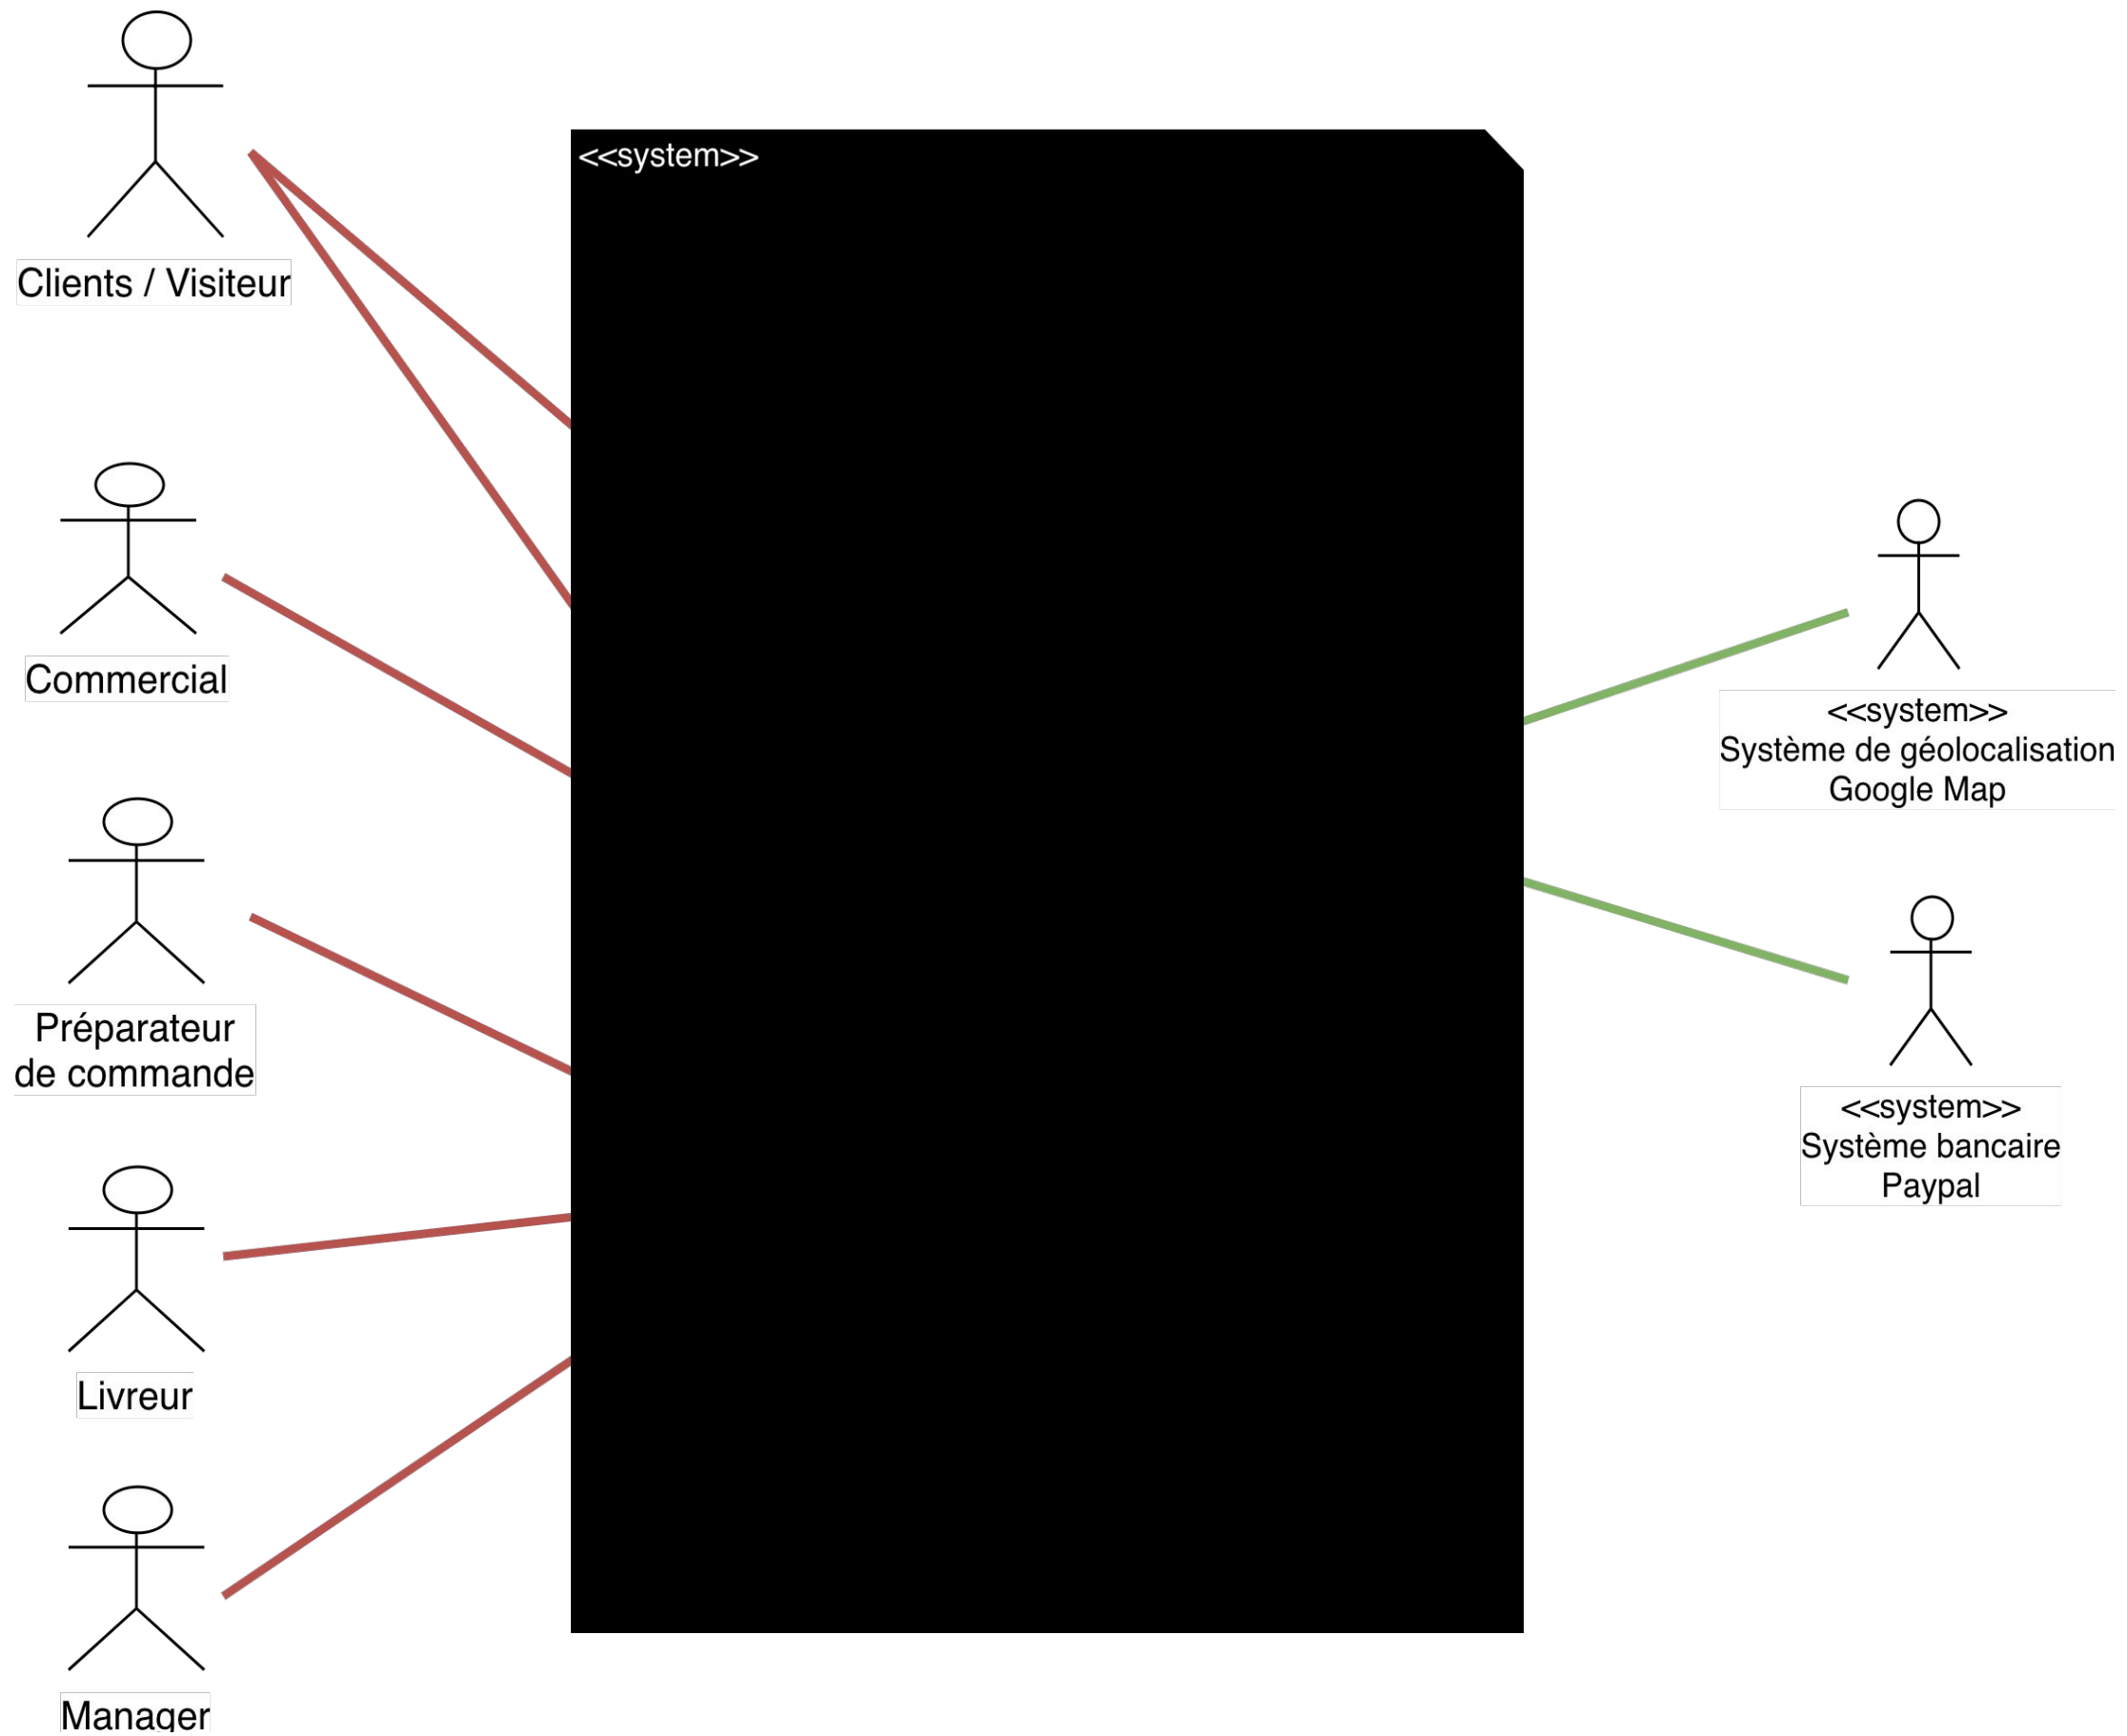 Clients / Visiteur
<<system>>
Commercial
<<system>>
Système de géolocalisation
Google Map
Préparateur
de commande
<<system>>
Système bancaire
Paypal
Livreur
Manager